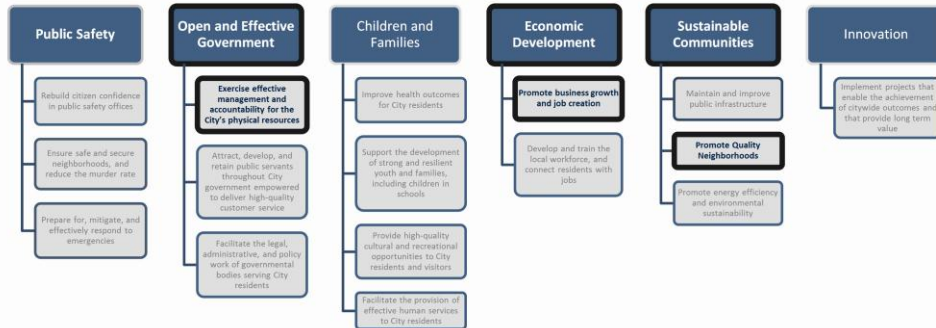 Public Safety
Rebuild citizen confidence
in public safety offices
Ensure safe and secure
neighborhoods, and
reduce the murder rate
Prepare for, mitigate, and
effectively respond to
emergencies
Open and Effective
Government
Exercise effective
management and
accountability for the
City's physical resources
Attract, develop, and
retain public servants
throughout City
government empowered
to deliver high-quality
customer service
Facilitate the legal,
administrative, and policy
work of governmental
bodies serving City
residents
Children and
Families
Improve health outcomes
for City residents
Support the development
of strong and resilient
youth and families,
including children in
schools
Provide high-quality
cultural and recreational
opportunities to City
residents and visitors
Facilitate the provision of
effective human services
to City residents
Economic
Development
Promote business growth
and job creation
Develop and train the
local workforce, and
connect residents with
jobs
Sustainable
Communities
Maintain and improve
public infrastructure
Promote Quality
Neighborhoods
Promote energy efficiency
and environmental
sustainability
Innovation
Implement projects that
enable the achievement
of citywide outcomes and
that provide long term
value